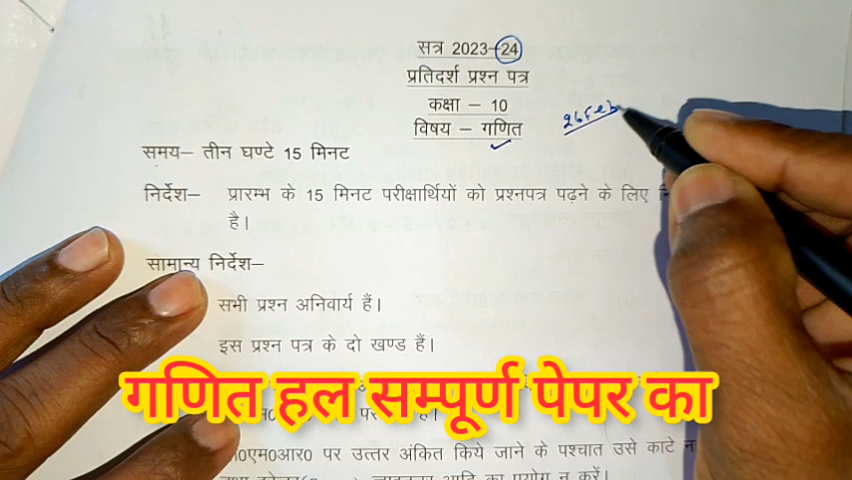 सत्र 2023–24
प्रतिदर्श प्रश्न पत्र
कक्षा – 10
विषय – गणित
26 Feb
समय– तीन घण्टे 15 मिनट
निर्देश– प्रारम्भ के 15 मिनट परीक्षार्थियों को प्रश्नपत्र पढ़ने के लिए
है।
सामान्य निर्देश–
सभी प्रश्न अनिवार्य हैं।
इस प्रश्न पत्र के दो खण्ड हैं।
गणित हल सम्पूर्ण पेपर का
पर उत्तर अंकित किये जाने के पश्चात उसे काटे
आदि का प्रयोग न करें।